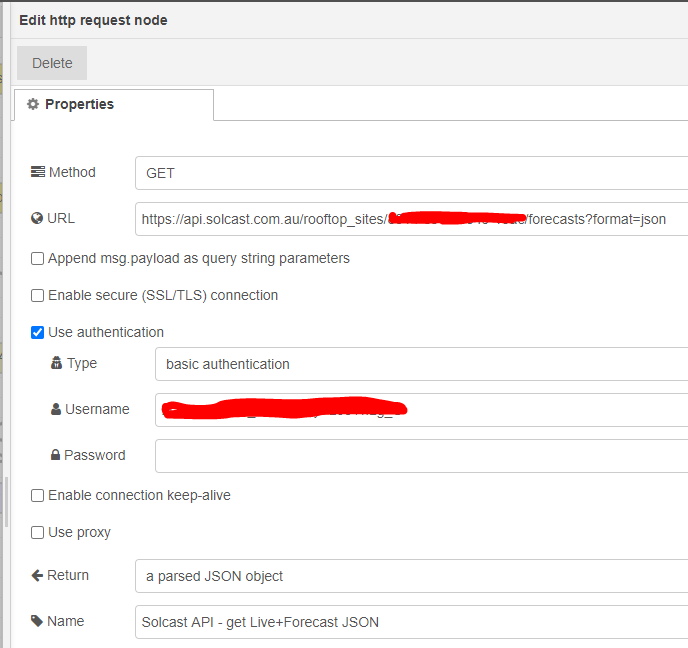 Edit http request node
Delete
Properties
Method GET
URL https://api.solcast.com.au/rooftop_sites/ /forecasts?format=json
Append msg.payload as query string parameters
Enable secure (SSL/TLS) connection
Use authentication
Type basic authentication
Username
Password
Enable connection keep-alive
Use proxy
Return a parsed JSON object
Name Solcast API - get Live+Forecast JSON